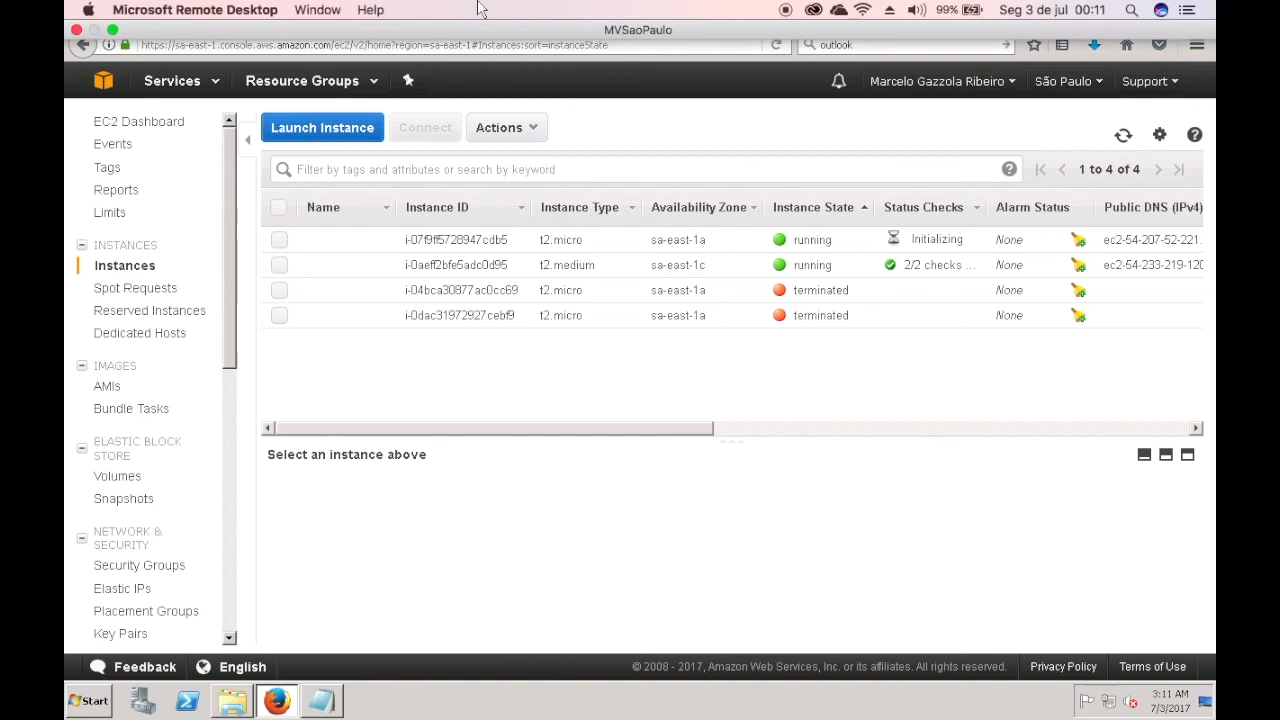 Microsoft Remote Desktop Window Help 99% Seg 3 de jul 00:11
MVSaoPaulo
https://sa-east-1.console.aws.amazon.com/ec2/v2/home?region=sa-east-1#Instances:sort=instanceState outlook
Services Resource Groups Marcelo Gazzola Ribeiro São Paulo Support
EC2 Dashboard
Events
Tags
Reports
Limits
INSTANCES
Instances
Spot Requests
Reserved Instances
Dedicated Hosts
IMAGES
AMIs
Bundle Tasks
ELASTIC BLOCK
STORE
Volumes
Snapshots
NETWORK &
SECURITY
Security Groups
Elastic IPs
Placement Groups
Key Pairs
Launch Instance Connect Actions
Filter by tags and attributes or search by keyword 1 to 4 of 4
Name Instance ID Instance Type Availability Zone Instance State Status Checks Alarm Status Public DNS (IPv4)
i-07f9ff5728947cdb5 t2.micro sa-east-1a running Initializing None ec2-54-207-52-221.
i-0aeff2bfe5adc0d95 t2.medium sa-east-1c running 2/2 checks ... None ec2-54-233-219-120
i-04bca30877ac0cc69 t2.micro sa-east-1a terminated None
i-0dac31972927cebf9 t2.micro sa-east-1a terminated None
Select an instance above
Feedback English © 2008 - 2017, Amazon Web Services, Inc. or its affiliates. All rights reserved. Privacy Policy Terms of Use
Start 3:11 AM
7/3/2017